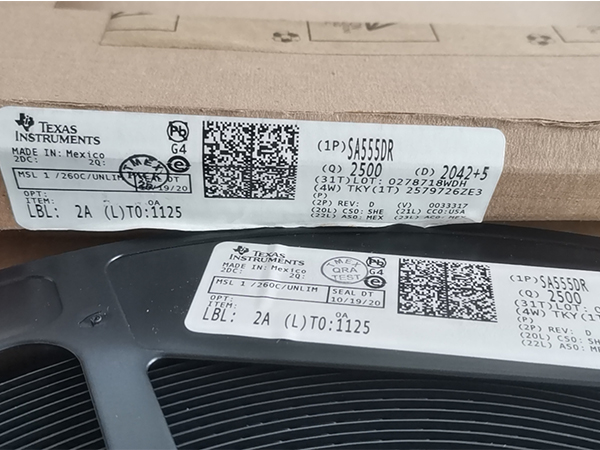 TEXAS
INSTRUMENTS
MADE IN: Mexico
2DC: 2Q:
MSL 1 /260C/UNLIM
DT
/19/20
OPT:
ITEM:
0A
LBL: 2A (L)TO:1125
Pb
G4
(1P)SA555DR
(Q) 2500 (D) 2042+5
(31T)LOT: 0278718WDH
(4W) TKY(1T) 2579726ZE3
(P)
(2P) REV: D (V) 0033317
(20L) CSO: SHE (21L) CCO:USA
(22L) ASO: MEX
TEXAS
INSTRUMENTS
MADE IN: Mexico
2DC: 2Q:
MSL 1 /260C/UNLIM
SEAL DT
10/19/20
OPT:
ITEM:
0A
LBL: 2A (L)TO:1125
TMEX
QRA
TEST
G4
(1P)SA555DR
(Q) 2500
(31T)LOT:
(4W) TKY(1T)
(P)
(2P) REV: D
(20L) CSO: SH
(22L) ASO: M